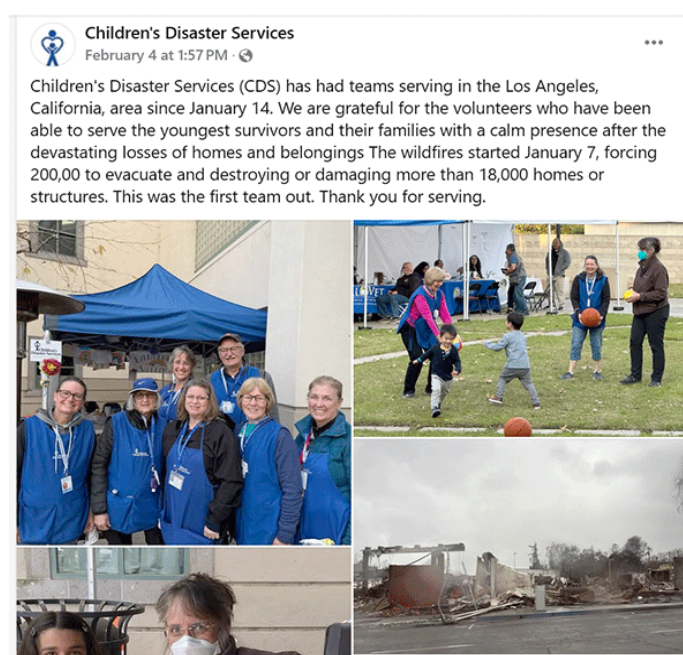 Children's Disaster Services
February 4 at 1:57 PM ·
Children's Disaster Services (CDS) has had teams serving in the Los Angeles,
California, area since January 14. We are grateful for the volunteers who have been
able to serve the youngest survivors and their families with a calm presence after the
devastating losses of homes and belongings The wildfires started January 7, forcing
200,00 to evacuate and destroying or damaging more than 18,000 homes or
structures. This was the first team out. Thank you for serving.